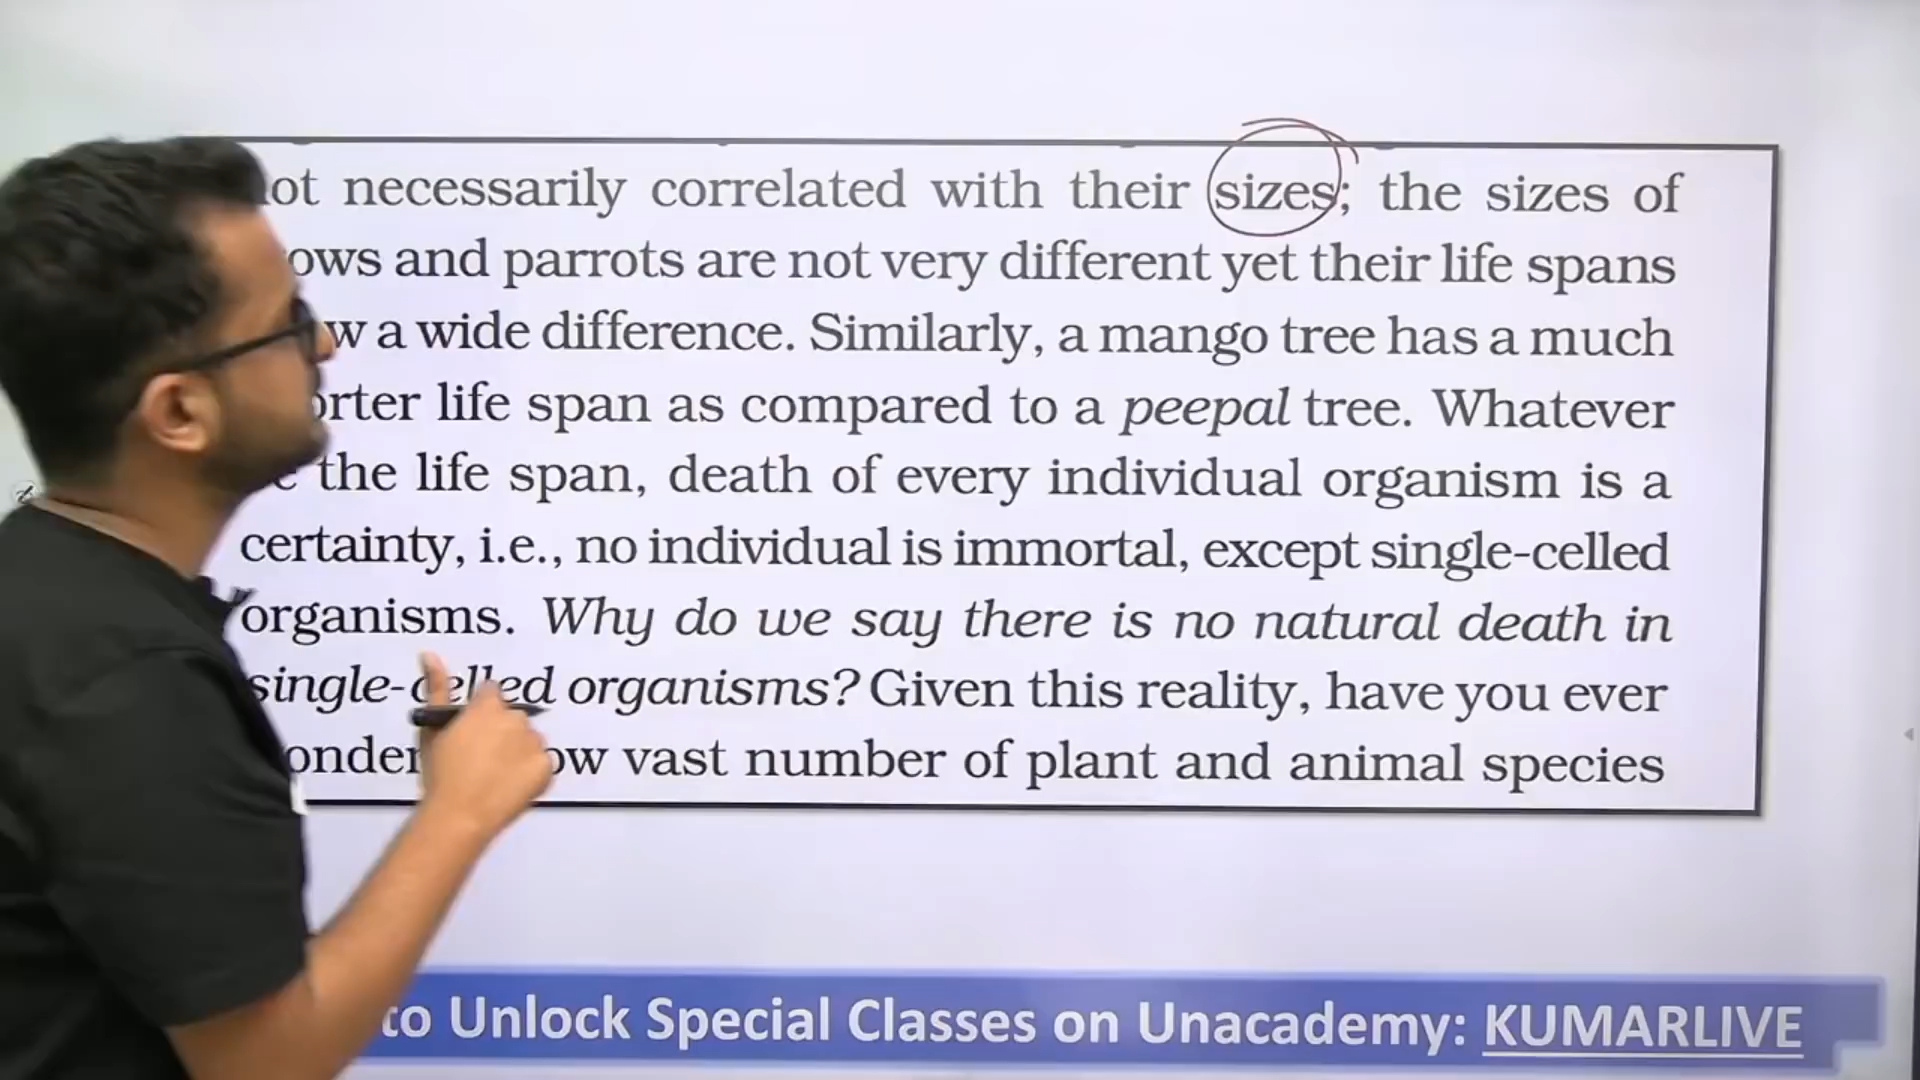 necessarily correlated with their sizes; the sizes of
and parrots are not very different yet their life spans
a wide difference. Similarly, a mango tree has a much
life span as compared to a peepal tree. Whatever
the life span, death of every individual organism is a
certainty, i.e., no individual is immortal, except single-celled
organisms. Why do we say there is no natural death in
single-celled organisms? Given this reality, have you ever
vast number of plant and animal species
to Unlock Special Classes on Unacademy: KUMARLIVE